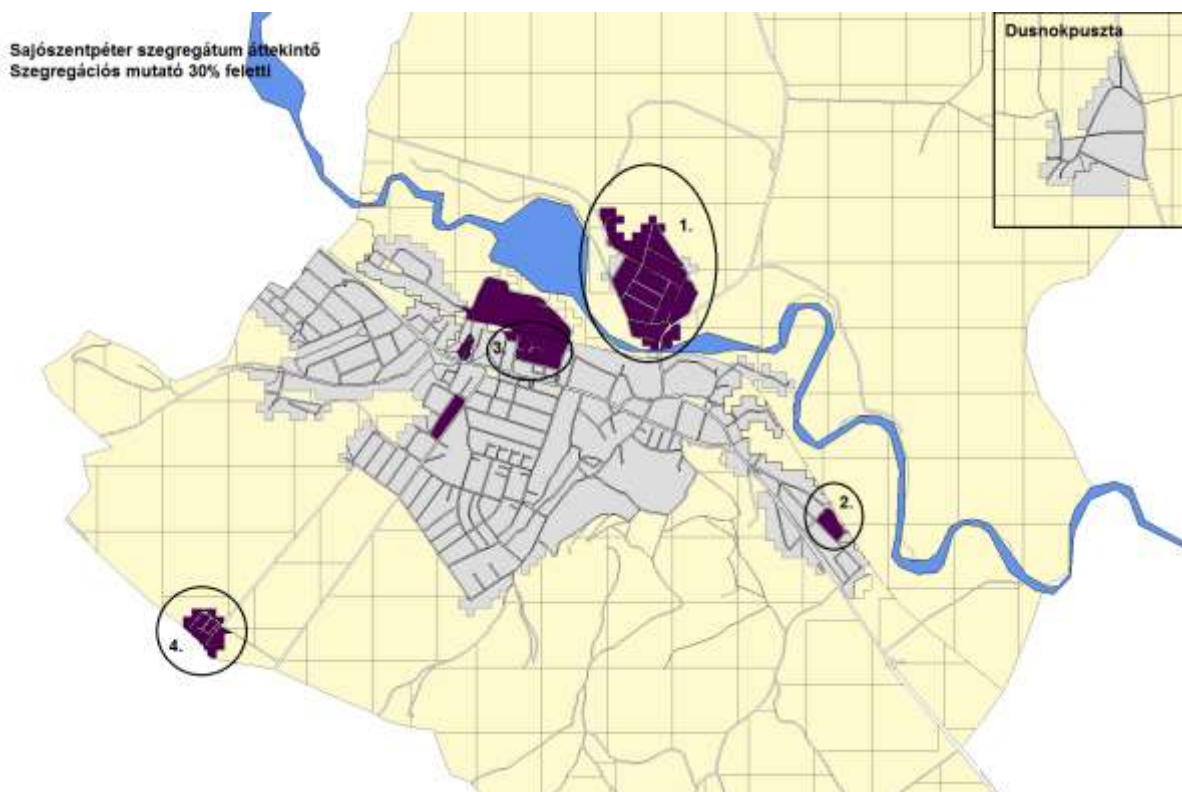 Sajószentpéter szegregátum áttekintő
Szegregációs mutató 30% feletti
Dusnokpuszta
1.
3.
2.
4.